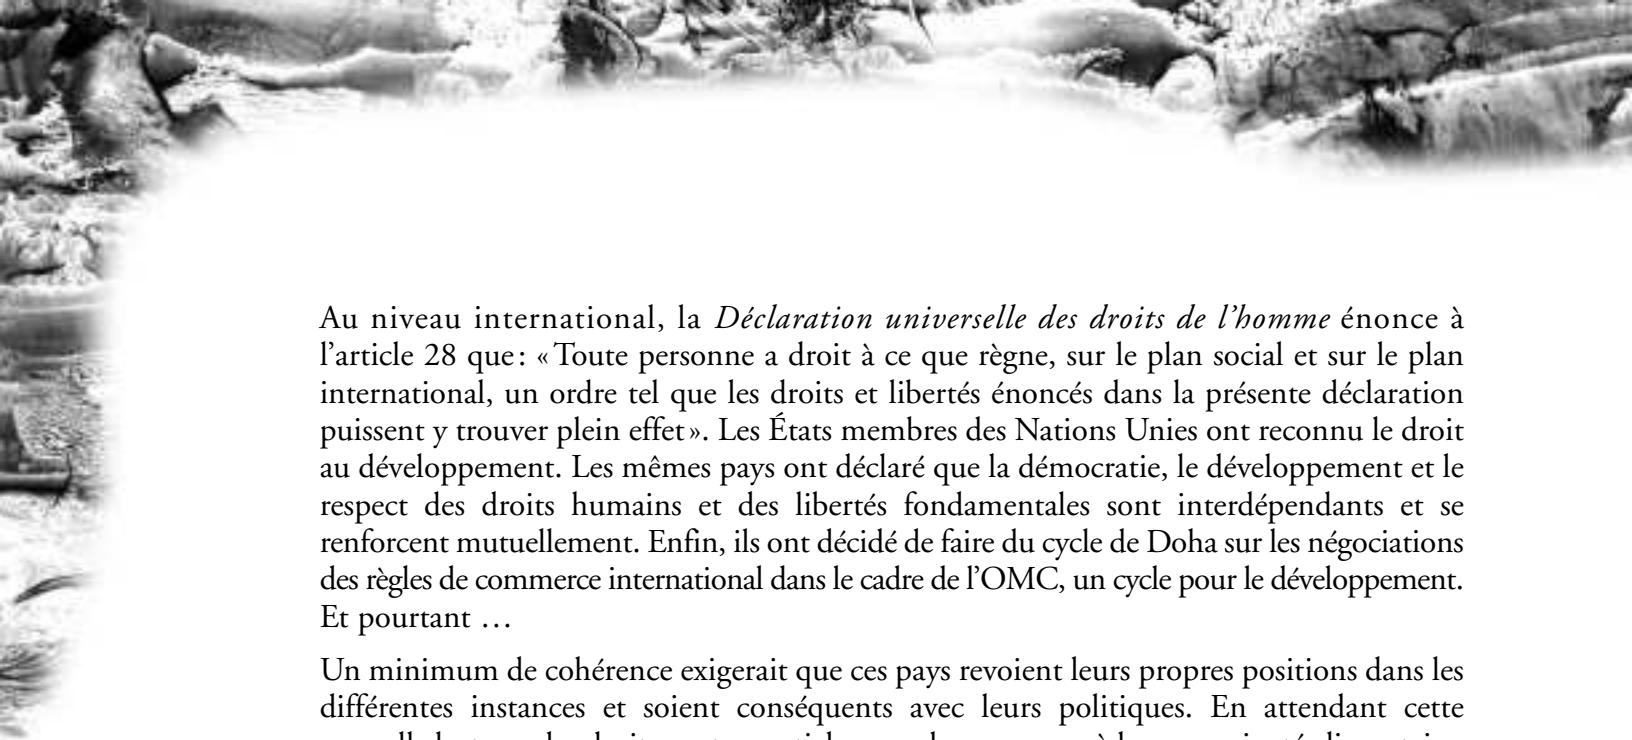 Au niveau international, la Déclaration universelle des droits de l’homme énonce à
l’article 28 que : « Toute personne a droit à ce que règne, sur le plan social et sur le plan
international, un ordre tel que les droits et libertés énoncés dans la présente déclaration
puissent y trouver plein effet ». Les États membres des Nations Unies ont reconnu le droit
au développement. Les mêmes pays ont déclaré que la démocratie, le développement et le
respect des droits humains et des libertés fondamentales sont interdépendants et se
renforcent mutuellement. Enfin, ils ont décidé de faire du cycle de Doha sur les négociations
des règles de commerce international dans le cadre de l’OMC, un cycle pour le développement.
Et pourtant …
Un minimum de cohérence exigerait que ces pays revoient leurs propres positions dans les
différentes instances et soient conséquents avec leurs politiques. En attendant cette